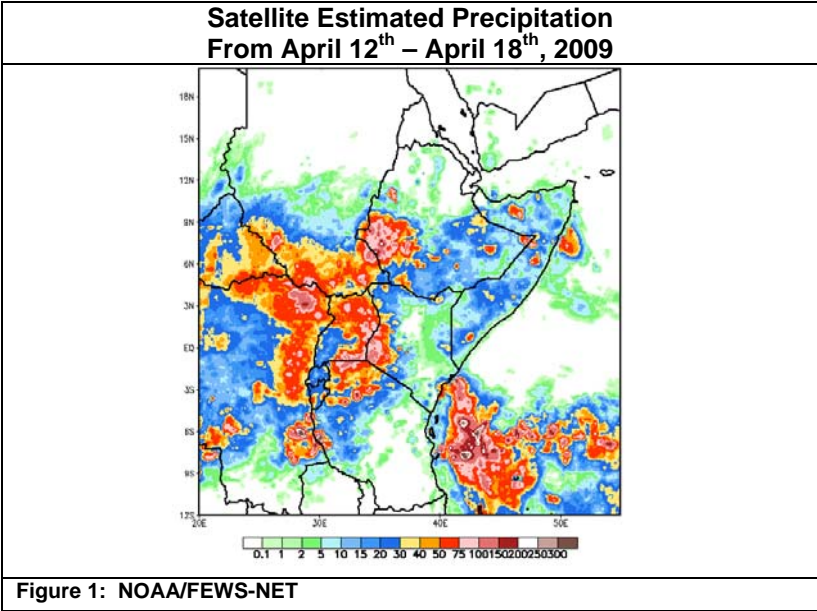 Satellite Estimated Precipitation
From April 12th – April 18th, 2009
18N
15N
12N
9N
6N
3N
EQ
3S
6S
9S
12S
20E 30E 40E 50E
0.1 1 2 5 10 15 20 30 40 50 75 100 150 200 250 300
Figure 1: NOAA/FEWS-NET